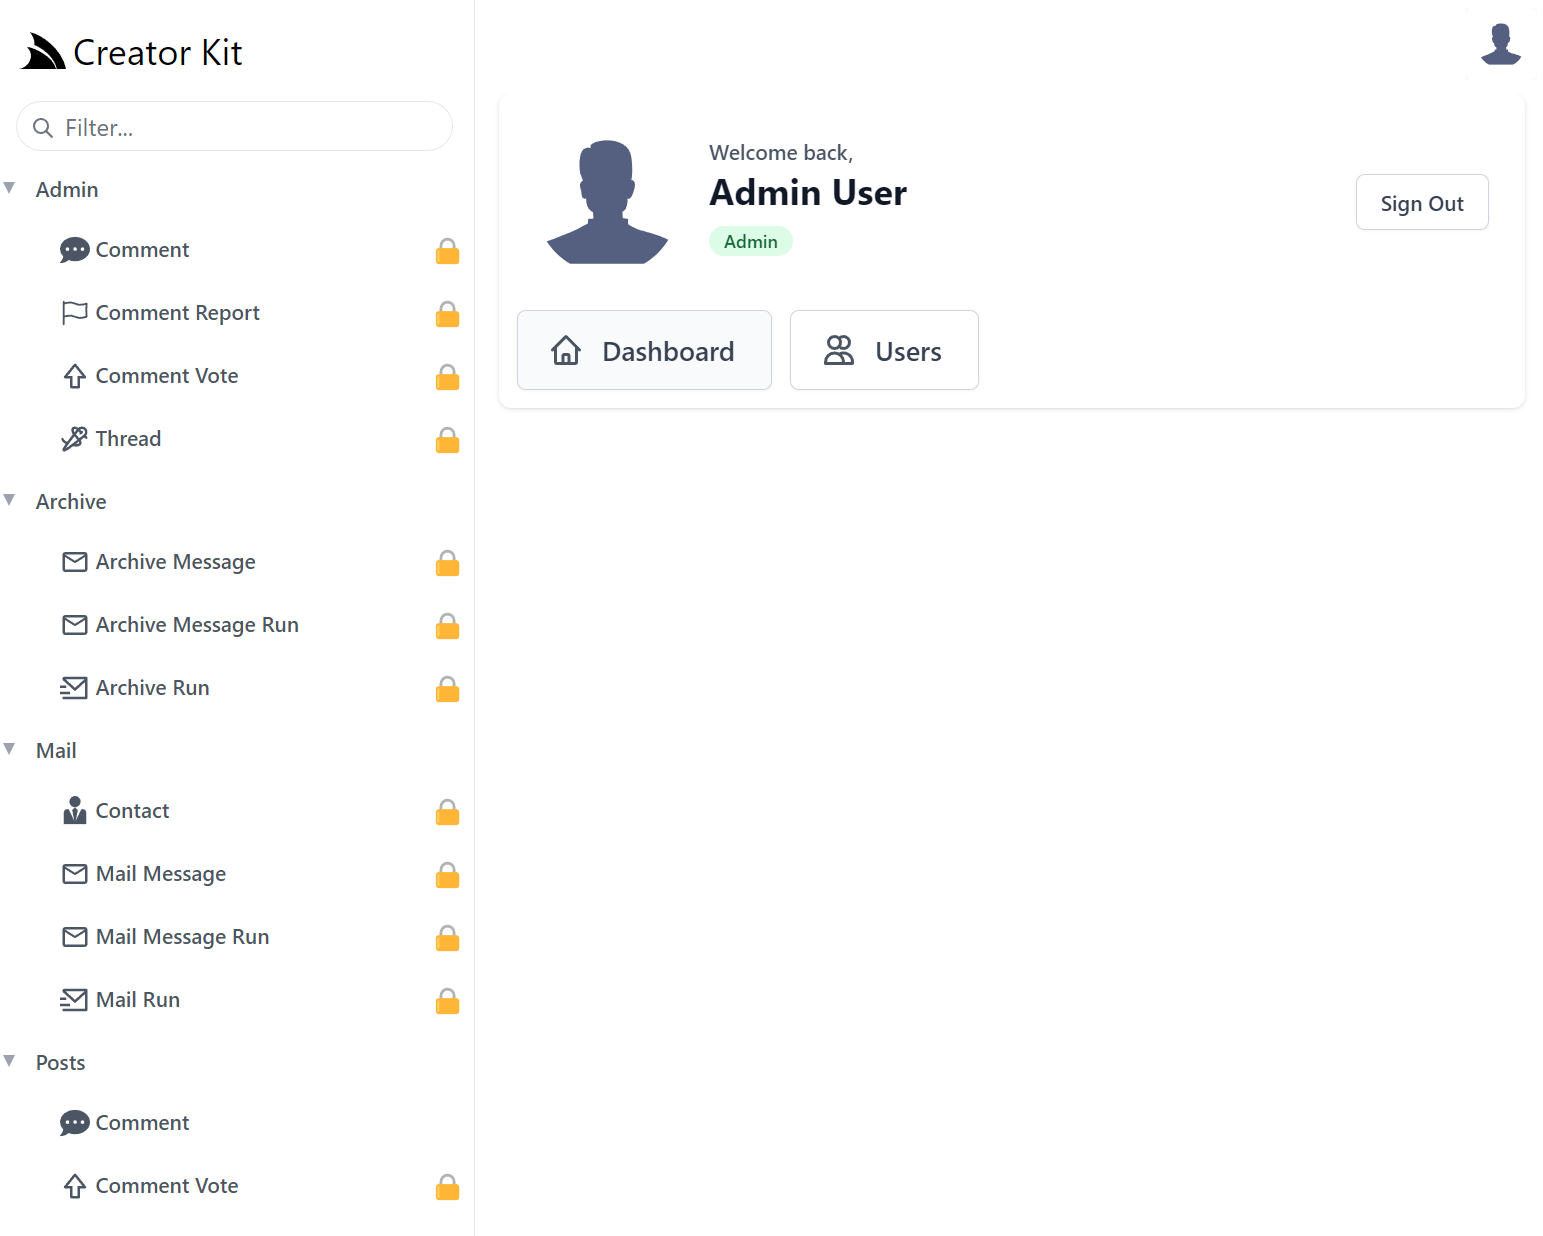 Creator Kit
Filter...
Admin
Comment
Comment Report
Comment Vote
Thread
Archive
Archive Message
Archive Message Run
Archive Run
Mail
Contact
Mail Message
Mail Message Run
Mail Run
Posts
Comment
Comment Vote
Welcome back,
Admin User
Admin
Sign Out
Dashboard
Users